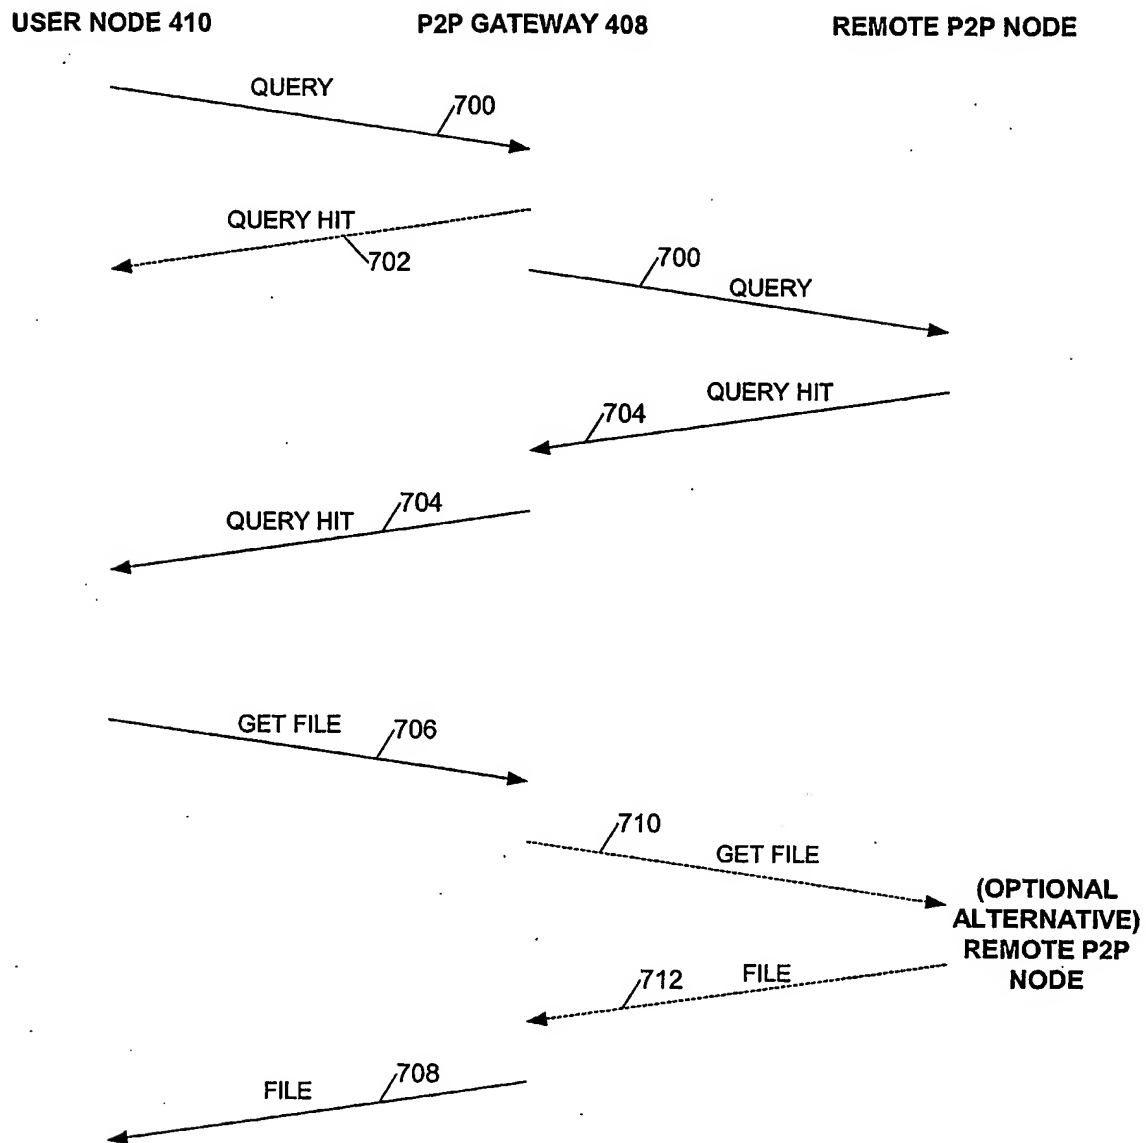 USER NODE 410
P2P GATEWAY 408
REMOTE P2P NODE
QUERY
700
QUERY HIT
702
700
QUERY
QUERY HIT
704
704
QUERY HIT
GET FILE
706
710
GET FILE
(OPTIONAL
ALTERNATIVE)
REMOTE P2P
NODE
712
FILE
708
FILE